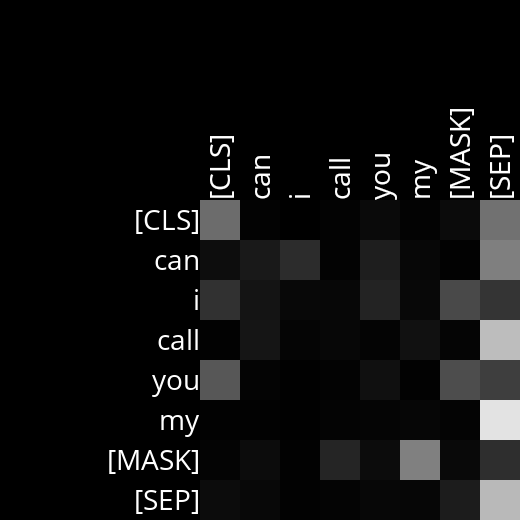 [CLS] can i call you my [MASK] [SEP]
[CLS]
can
i
call
you
my
[MASK]
[SEP]